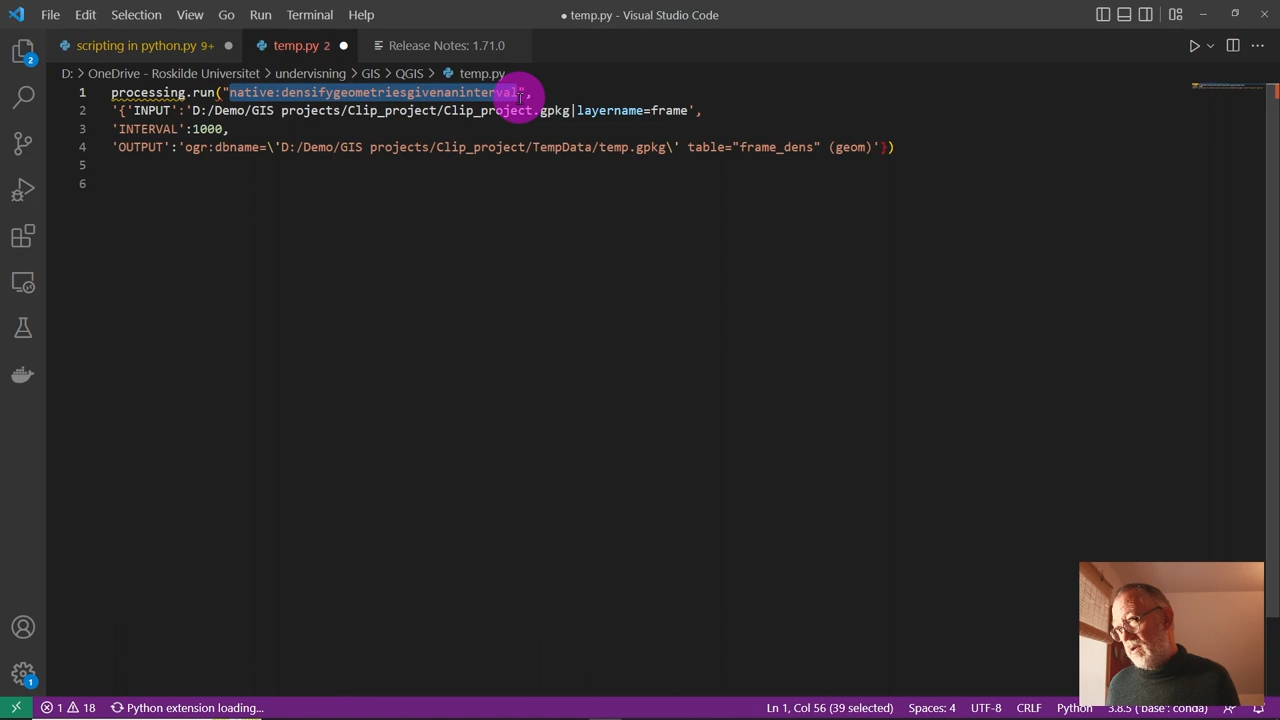 File Edit Selection View Go Run Terminal Help
● temp.py - Visual Studio Code
scripting in python.py 9+ ●
temp.py 2 ●
Release Notes: 1.71.0
D: > OneDrive - Roskilde Universitet > undervisning > GIS > QGIS > temp.py
1 processing.run("native:densifygeometriesgivenaninterval",
2 '{'INPUT':'D:/Demo/GIS projects/Clip_project/Clip_project.gpkg|layername=frame',
3 'INTERVAL':1000,
4 'OUTPUT':'ogr:dbname=\'D:/Demo/GIS projects/Clip_project/TempData/temp.gpkg\' table="frame_dens" (geom)'})
5
6
2
1
1 18 Python extension loading... Ln 1, Col 56 (39 selected) Spaces: 4 UTF-8 CRLF Python 3.8.5 ('base': conda)